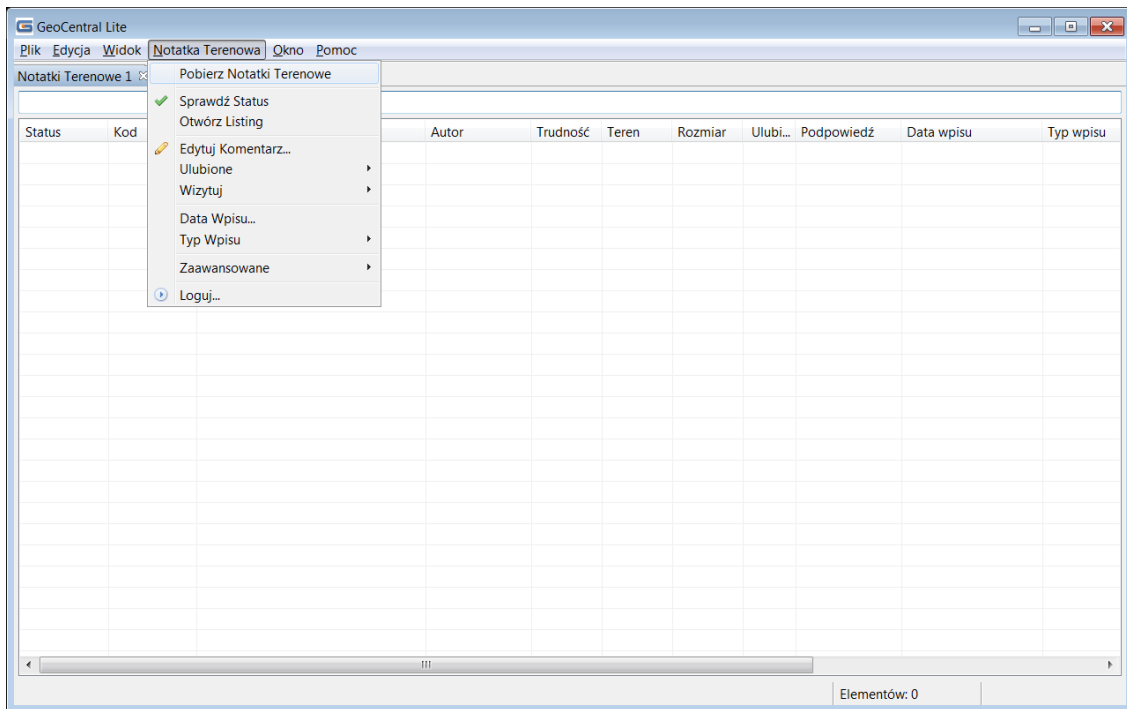 GeoCentral Lite
Plik Edycja Widok Notatka Terenowa Okno Pomoc
Notatki Terenowe 1
Pobierz Notatki Terenowe
Sprawdź Status
Otwórz Listing
Edytuj Komentarz...
Ulubione
Wizytuj
Data Wpisu...
Typ Wpisu
Zaawansowane
Loguj...
Status Kod Autor Trudność Teren Rozmiar Ulubi... Podpowiedź Data wpisu Typ wpisu
Elementów: 0